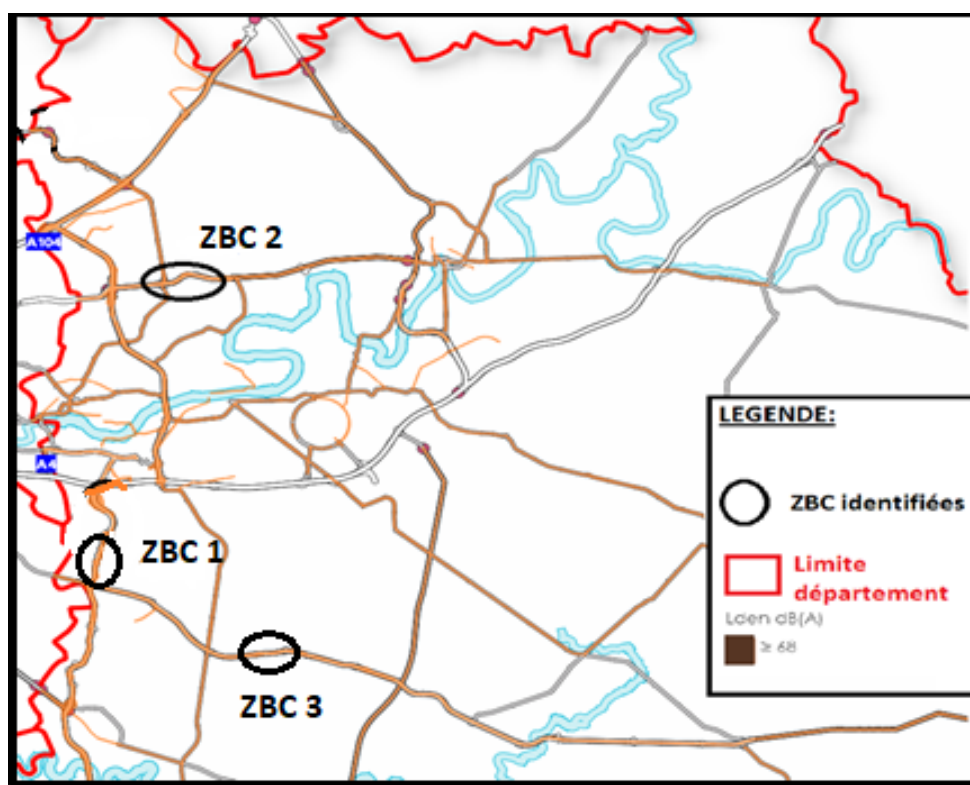 ZBC 2
A104
A4
ZBC 1
ZBC 3
LEGENDE:
ZBC identifiées
Limite
département
Lden dB(A)
≥ 68